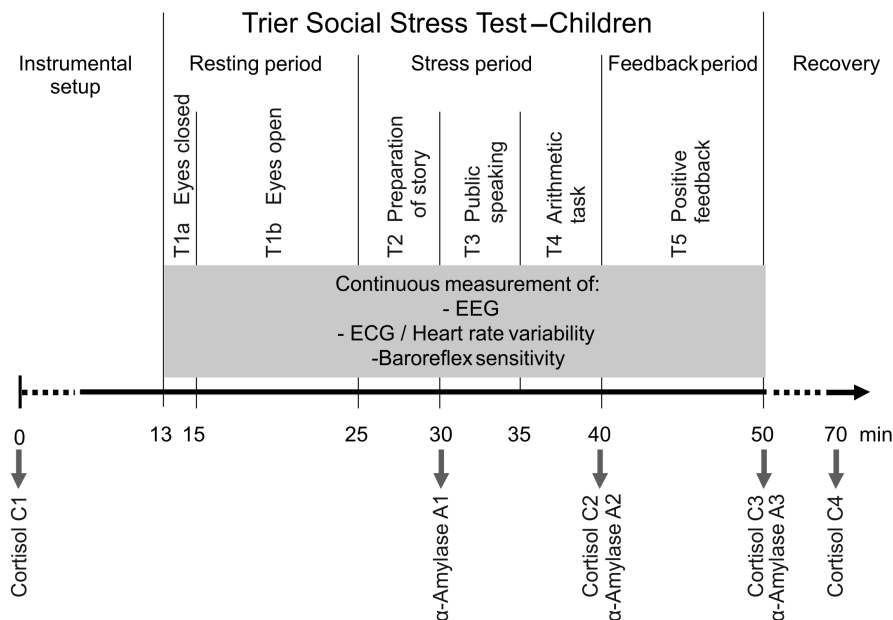 Trier Social Stress Test–Children
Instrumental
setup
Resting period
Stress period
Feedback period
Recovery
T1a Eyes closed
T1b Eyes open
T2 Preparation
of story
T3 Public
speaking
T4 Arithmetic
task
T5 Positive
feedback
Continuous measurement of:
- EEG
- ECG / Heart rate variability
-Baroreflex sensitivity
0 13 15 25 30 35 40 50 70 min
Cortisol C1
α-Amylase A1
Cortisol C2
α-Amylase A2
Cortisol C3
α-Amylase A3
Cortisol C4